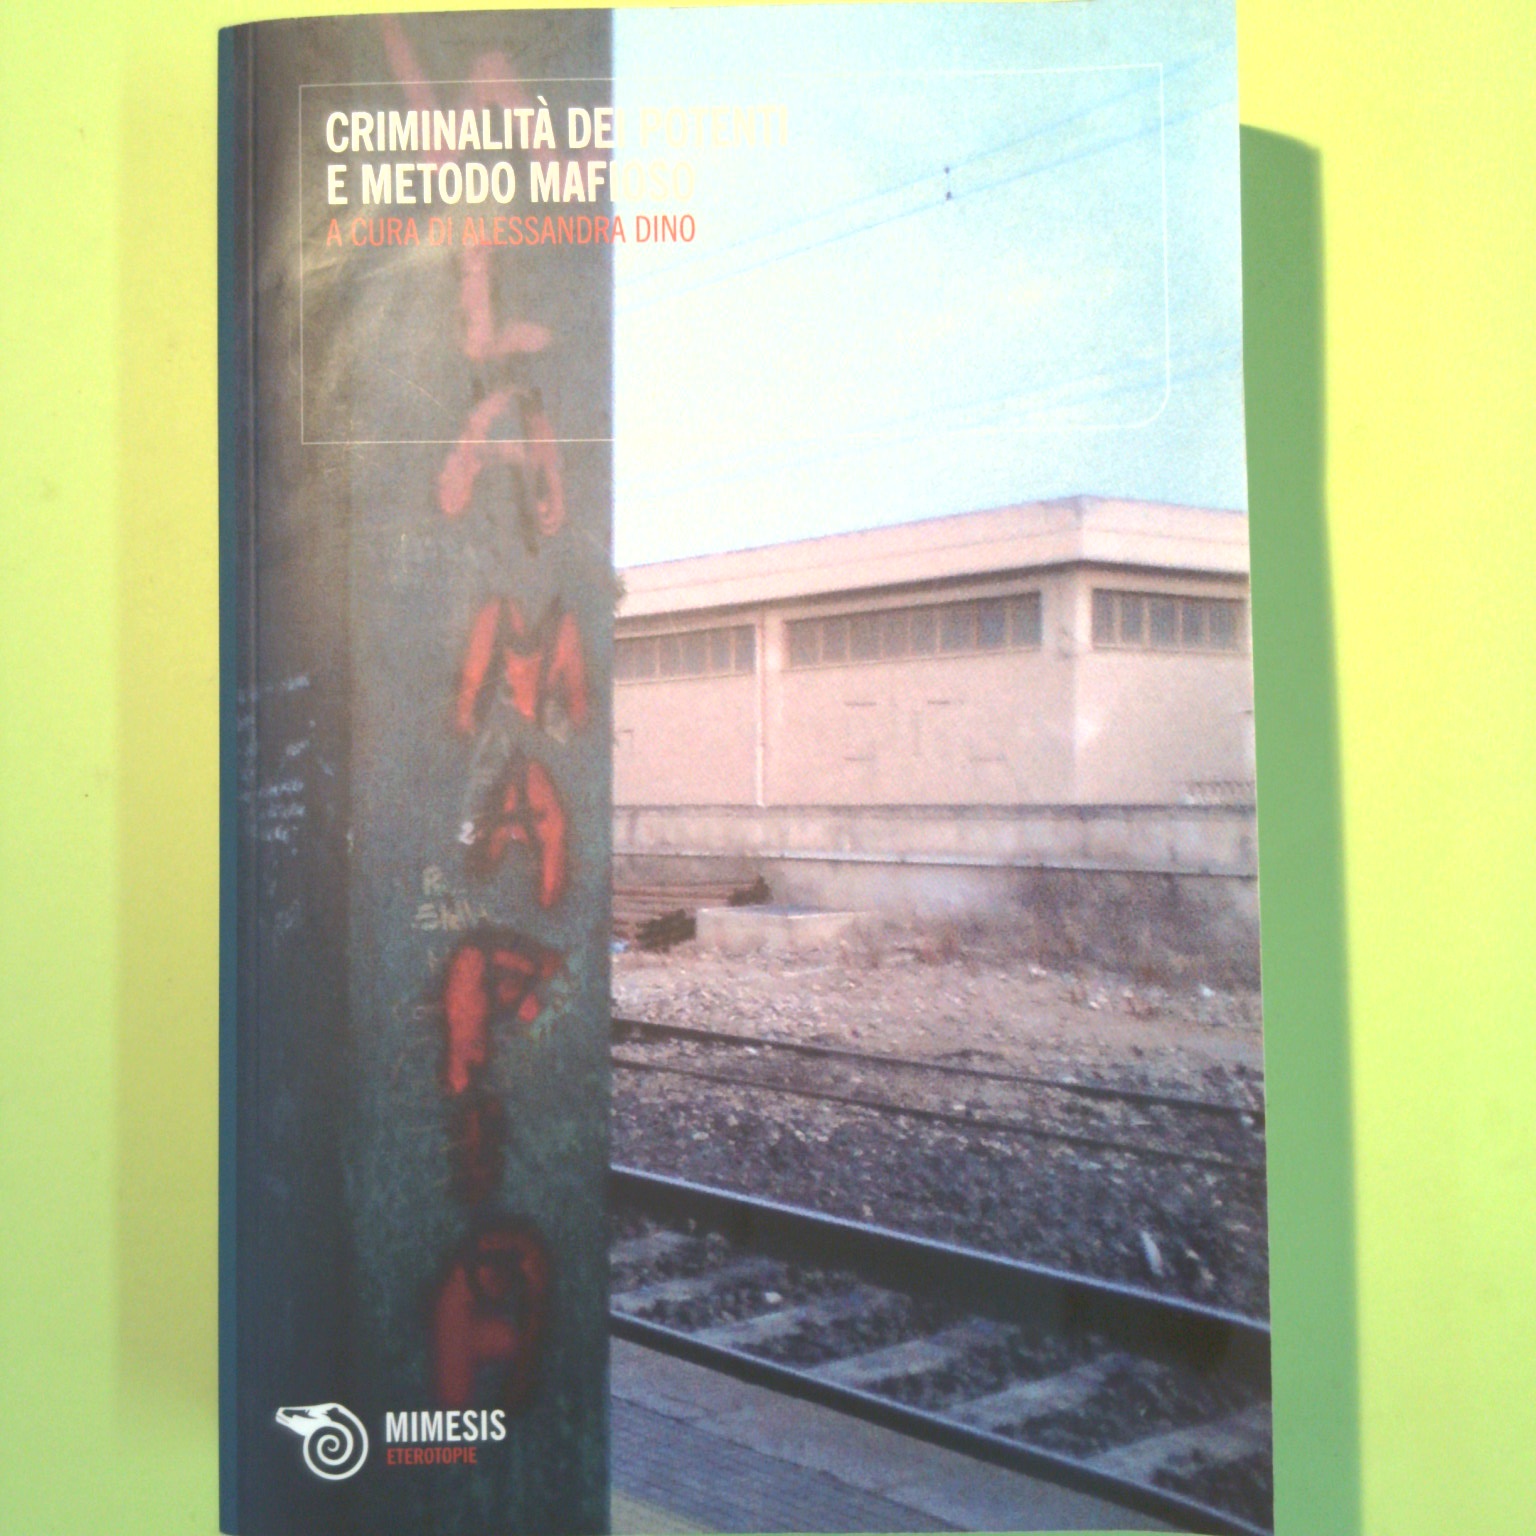 CRIMINALITÀ DEI POTENTI
E METODO MAFIOSO
A CURA DI ALESSANDRA DINO
MIMESIS
ETEROTOPIE